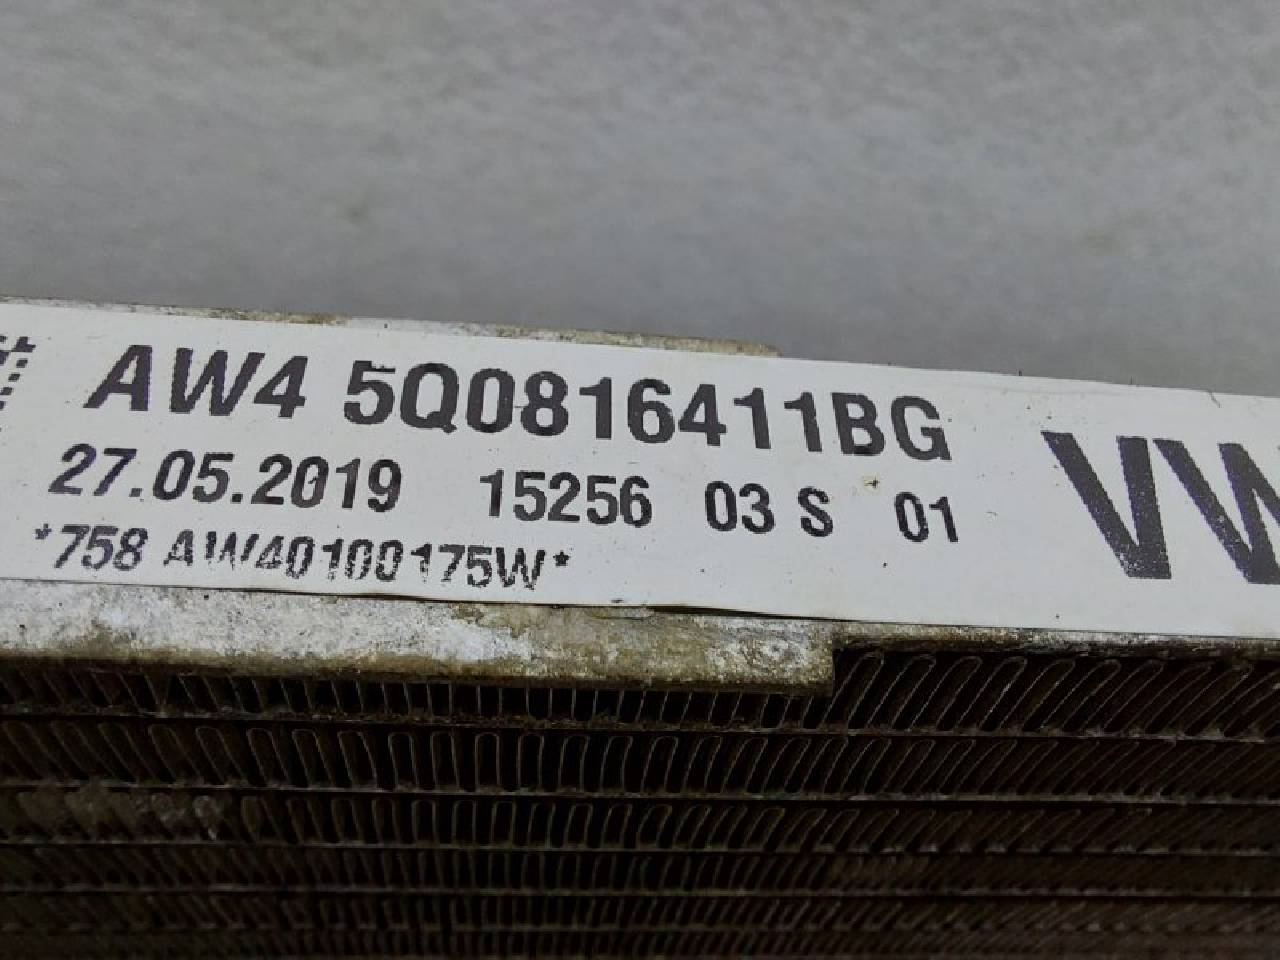 AW4 5Q0816411BG
27.05.2019 15256 03 S 01
*758 AW40100175W*
VW